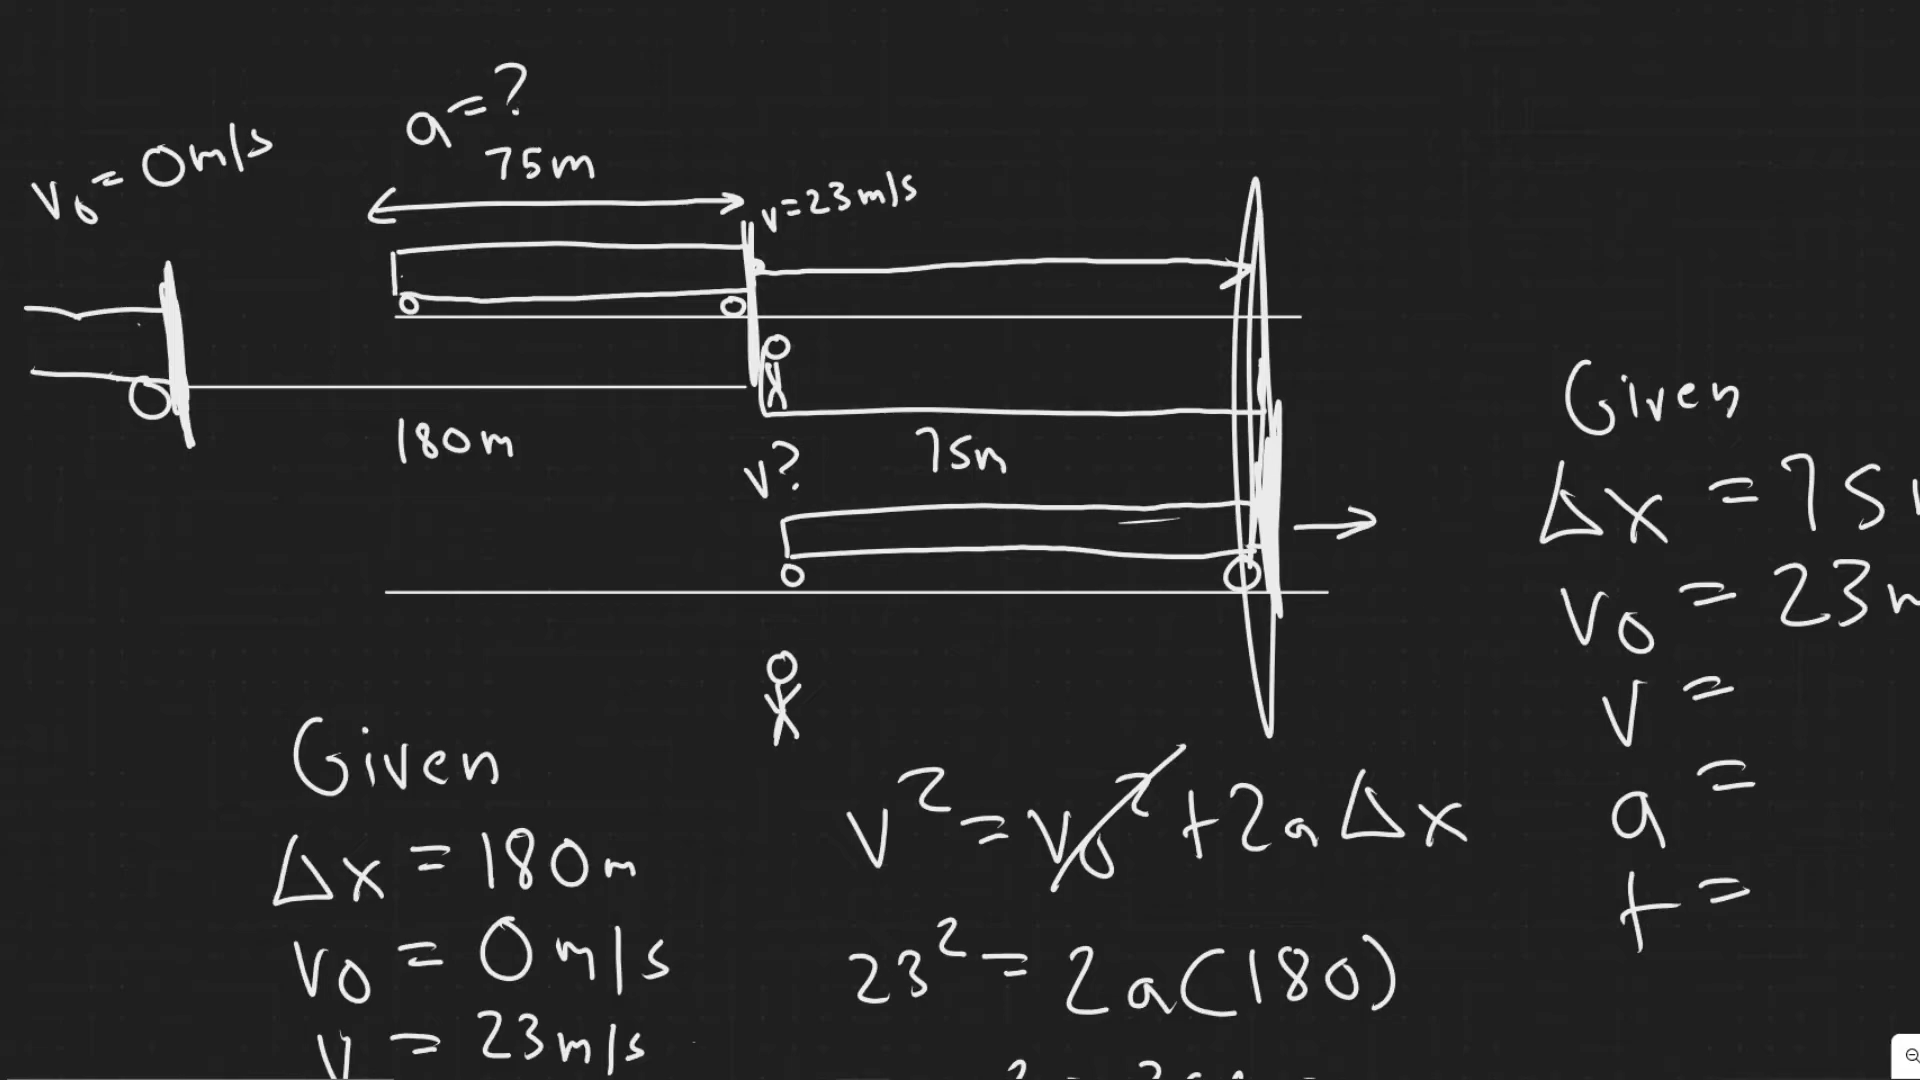 a=?
v₀ = 0m/s
75m
v=23m/s
180m
v?
75m
Given
Δx = 75
v₀ = 23m
v =
a =
t =
Given
Δx = 180m
v₀ = 0m/s
v = 23m/s
v² = v₀² + 2aΔx
23² = 2a(180)